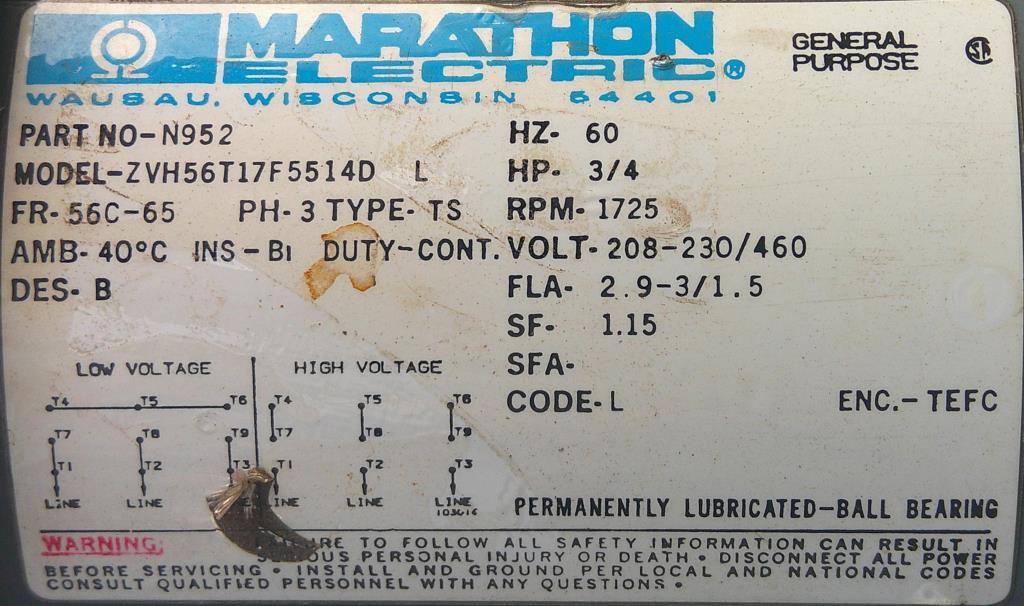 MARATHON
ELECTRIC®
WAUSAU, WISCONSIN 54401
GENERAL
PURPOSE
PART NO-N952
MODEL-ZVH56T17F5514D L
FR-56C-65 PH-3 TYPE-TS
AMB-40°C INS-B1 DUTY-CONT.
DES-B
HZ- 60
HP- 3/4
RPM-1725
VOLT-208-230/460
FLA- 2.9-3/1.5
SF- 1.15
SFA-
CODE-L ENC.-TEFC
LOW VOLTAGE HIGH VOLTAGE
T4 T5 T6 T4 T5 T6
T7 T8 T9 T7 T8 T9
T1 T2 T3 T1 T2 T3
LINE LINE LINE LINE
103616
PERMANENTLY LUBRICATED-BALL BEARING
WARNING: TO FOLLOW ALL SAFETY INFORMATION CAN RESULT IN
PERSONAL INJURY OR DEATH • DISCONNECT ALL POWER
BEFORE SERVICING • INSTALL AND GROUND PER LOCAL AND NATIONAL CODES
CONSULT QUALIFIED PERSONNEL WITH ANY QUESTIONS •